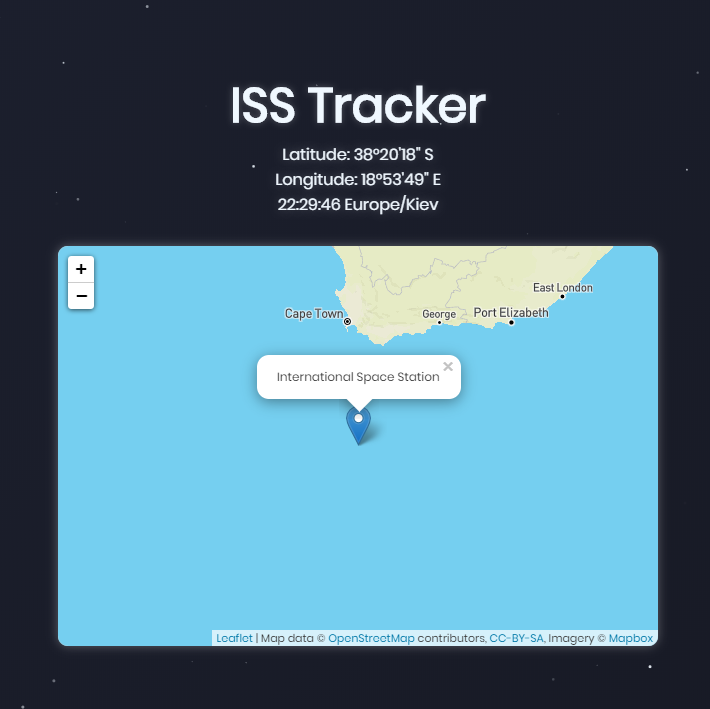 ISS Tracker
Latitude: 38°20'18" S
Longitude: 18°53'49" E
22:29:46 Europe/Kiev
+
−
East London
Cape Town
George
Port Elizabeth
×
International Space Station
Leaflet | Map data © OpenStreetMap contributors, CC-BY-SA, Imagery © Mapbox